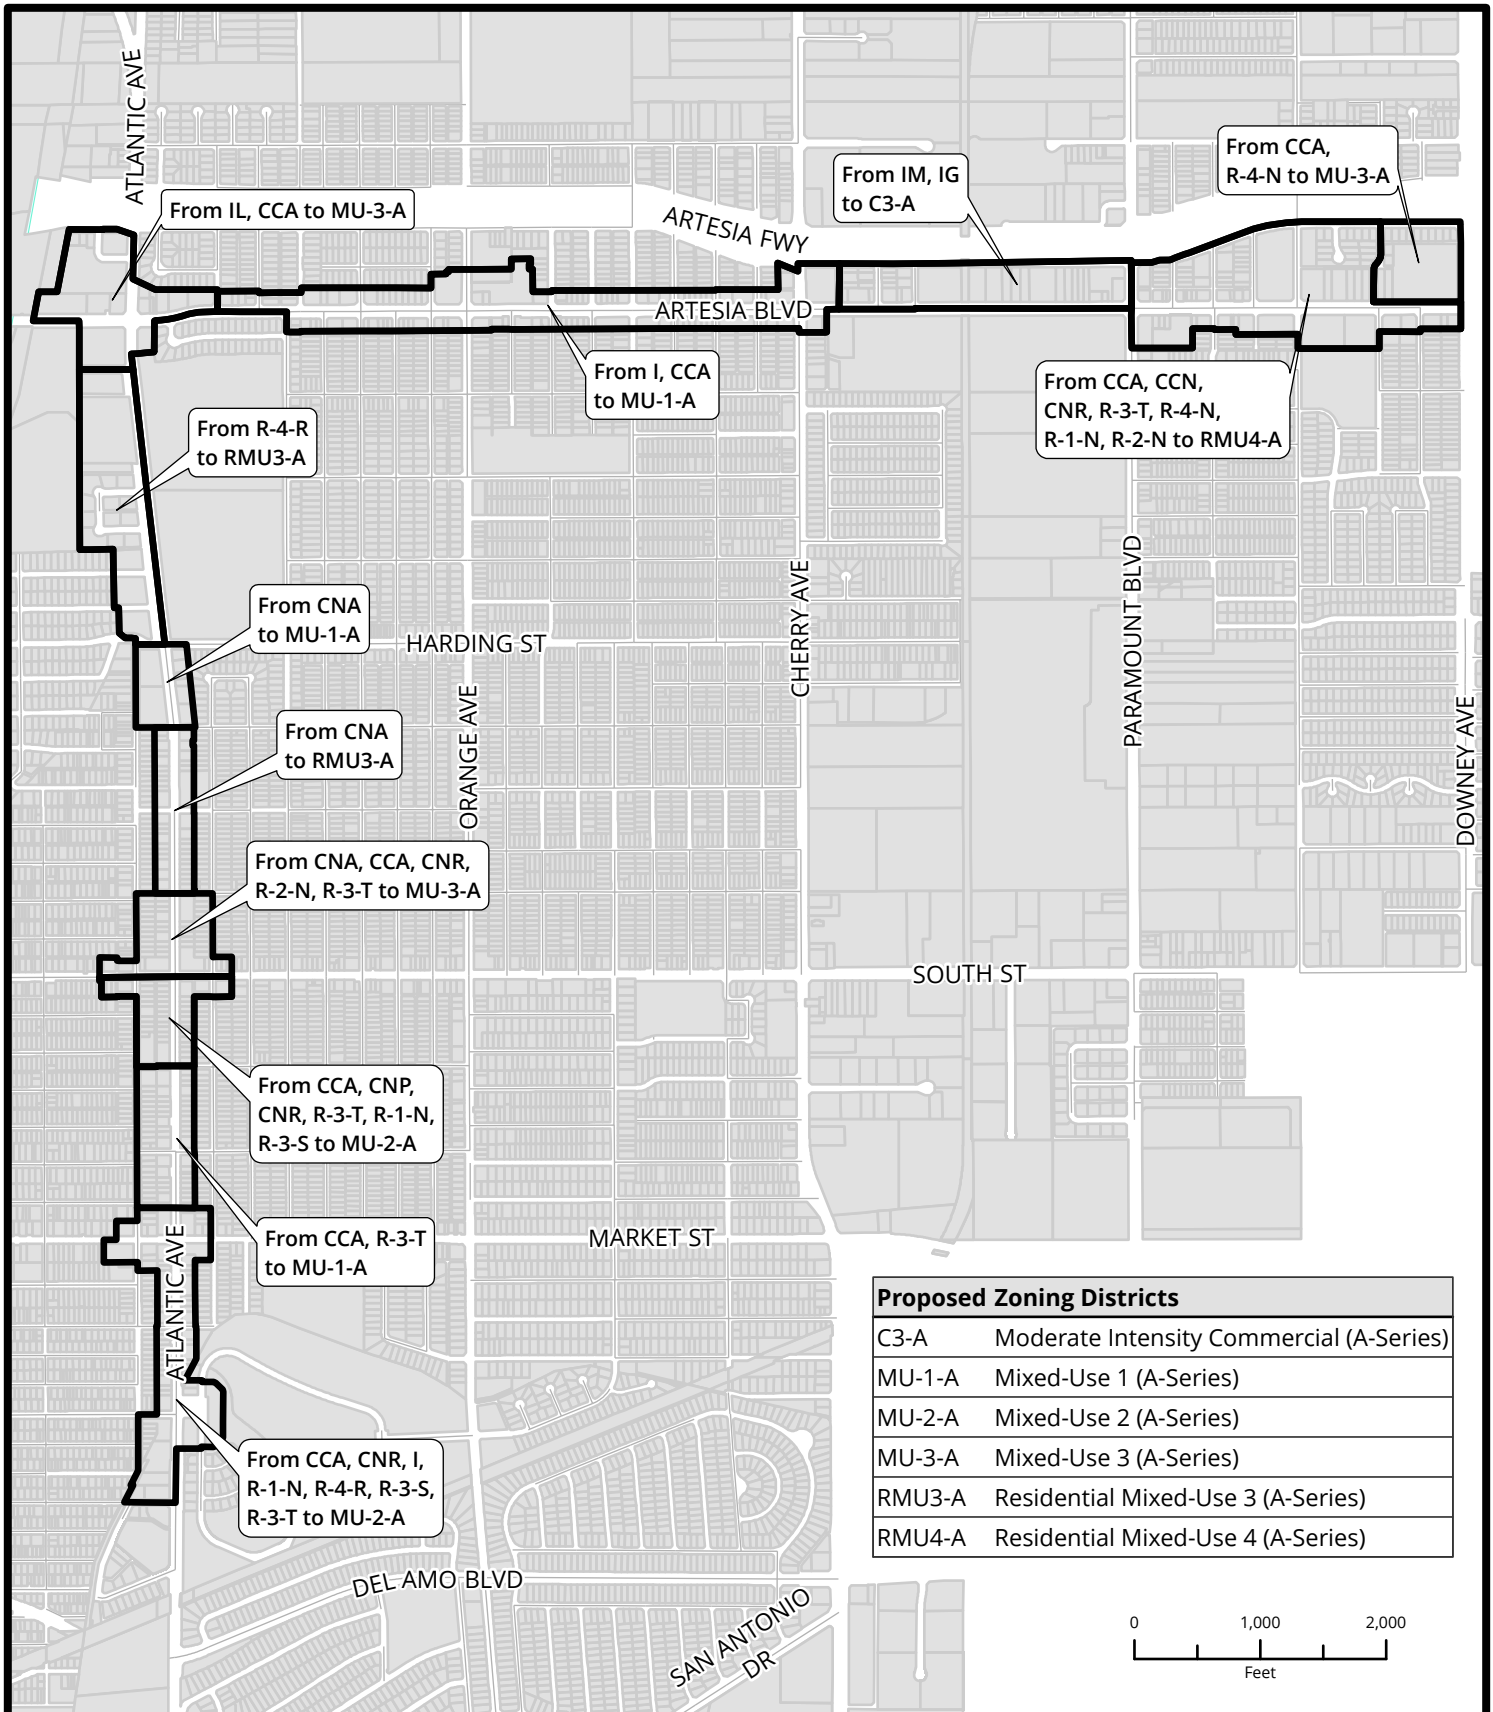 ATLANTIC AVE
From CCA,
R-4-N to MU-3-A
From IM, IG
to C3-A
From IL, CCA to MU-3-A
ARTESIA FWY
ARTESIA BLVD
From I, CCA
to MU-1-A
From CCA, CCN,
CNR, R-3-T, R-4-N,
R-1-N, R-2-N to RMU4-A
From R-4-R
to RMU3-A
From CNA
to MU-1-A
HARDING ST
CHERRY AVE
PARAMOUNT BLVD
ORANGE AVE
DOWNEY AVE
From CNA
to RMU3-A
From CNA, CCA, CNR,
R-2-N, R-3-T to MU-3-A
SOUTH ST
From CCA, CNP,
CNR, R-3-T, R-1-N,
R-3-S to MU-2-A
From CCA, R-3-T
to MU-1-A
MARKET ST
ATLANTIC AVE
Proposed Zoning Districts
C3-A Moderate Intensity Commercial (A-Series)
MU-1-A Mixed-Use 1 (A-Series)
MU-2-A Mixed-Use 2 (A-Series)
MU-3-A Mixed-Use 3 (A-Series)
RMU3-A Residential Mixed-Use 3 (A-Series)
RMU4-A Residential Mixed-Use 4 (A-Series)
From CCA, CNR, I,
R-1-N, R-4-R, R-3-S,
R-3-T to MU-2-A
DEL AMO BLVD
SAN ANTONIO
DR
0 1,000 2,000
Feet